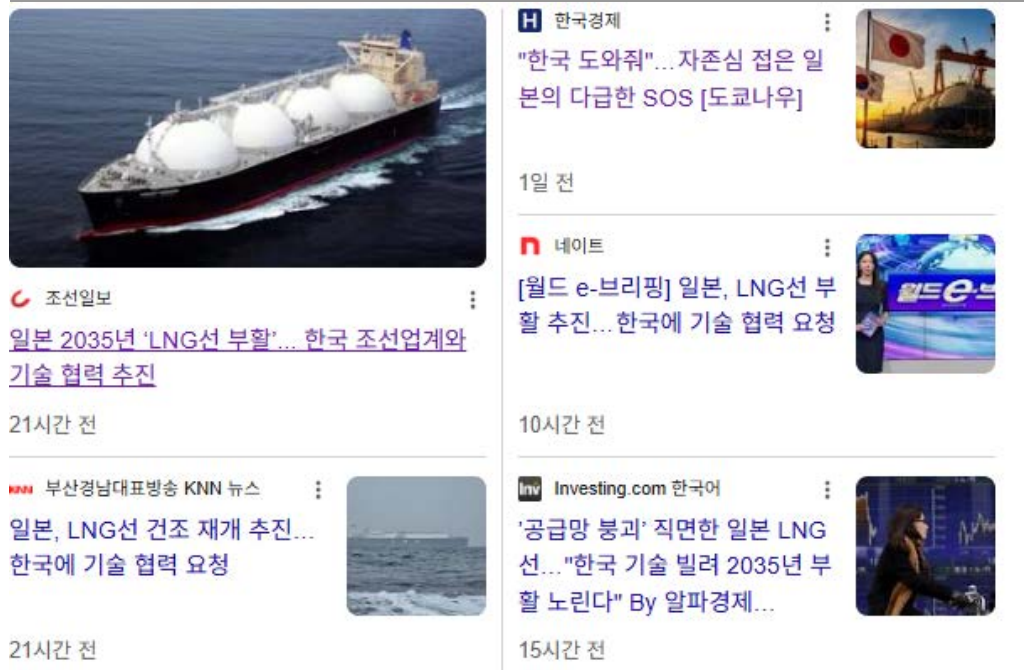 조선일보
일본 2035년 ‘LNG선 부활’... 한국 조선업계와
기술 협력 추진
21시간 전
KNN
부산경남대표방송 KNN 뉴스
일본, LNG선 건조 재개 추진...
한국에 기술 협력 요청
21시간 전
H
한국경제
"한국 도와줘"…자존심 접은 일
본의 다급한 SOS [도쿄나우]
1일 전
네이트
[월드 e-브리핑] 일본, LNG선 부
활 추진…한국에 기술 협력 요청
월드 e-브
10시간 전
Inv
Investing.com 한국어
'공급망 붕괴' 직면한 일본 LNG
선…"한국 기술 빌려 2035년 부
활 노린다" By 알파경제...
15시간 전